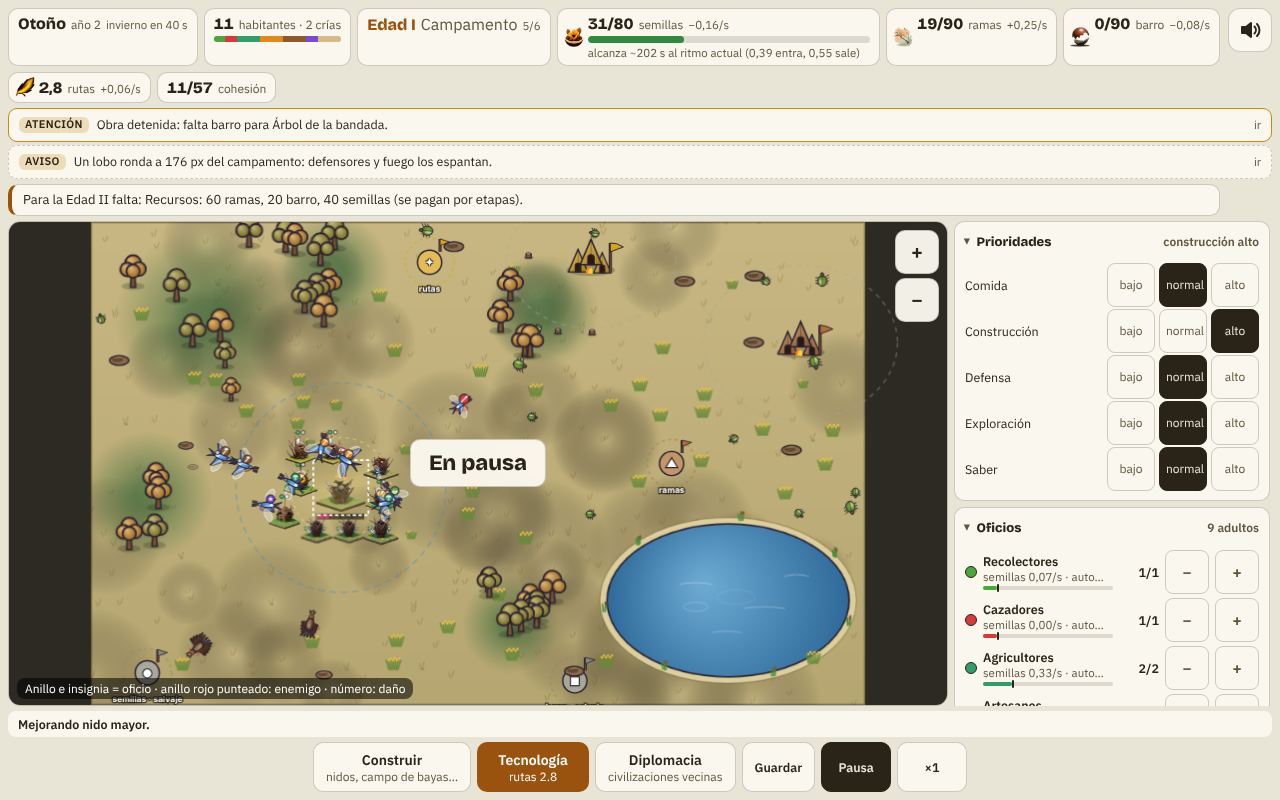 Otoño año 2 invierno en 40 s
11 habitantes · 2 crías
Edad I Campamento 5/6
31/80 semillas −0,16/s
alcanza ~202 s al ritmo actual (0,39 entra, 0,55 sale)
19/90 ramas +0,25/s
0/90 barro −0,08/s
2,8 rutas +0,06/s
11/57 cohesión
ATENCIÓN Obra detenida: falta barro para Árbol de la bandada. ir
AVISO Un lobo ronda a 176 px del campamento: defensores y fuego los espantan. ir
Para la Edad II falta: Recursos: 60 ramas, 20 barro, 40 semillas (se pagan por etapas).
+
−
rutas
ramas
En pausa
semillas · salvaje
Anillo e insignia = oficio · anillo rojo punteado: enemigo · número: daño
▼ Prioridades construcción alto
Comida bajo normal alto
Construcción bajo normal alto
Defensa bajo normal alto
Exploración bajo normal alto
Saber bajo normal alto
▼ Oficios 9 adultos
Recolectores
semillas 0,07/s · auto...
1/1 − +
Cazadores
semillas 0,00/s · auto...
1/1 − +
Agricultores
semillas 0,33/s · auto...
2/2 − +
Artesanos
Mejorando nido mayor.
Construir
nidos, campo de bayas...
Tecnología
rutas 2.8
Diplomacia
civilizaciones vecinas
Guardar
Pausa
×1